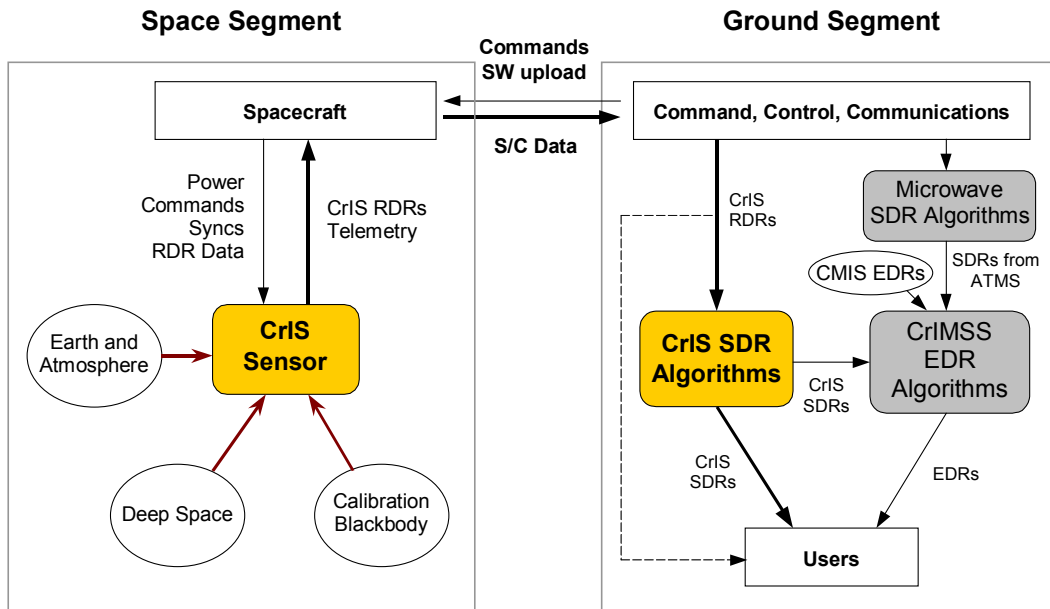 Space Segment
Ground Segment
Commands
SW upload
S/C Data
Spacecraft
Power
Commands
Syncs
RDR Data
CrIS RDRs
Telemetry
Earth and
Atmosphere
CrIS
Sensor
Deep Space
Calibration
Blackbody
Command, Control, Communications
CrIS
RDRs
Microwave
SDR Algorithms
CMIS EDRs
SDRs from
ATMS
CrIS SDR
Algorithms
CrIS
SDRs
CrIMSS
EDR
Algorithms
CrIS
SDRs
EDRs
Users